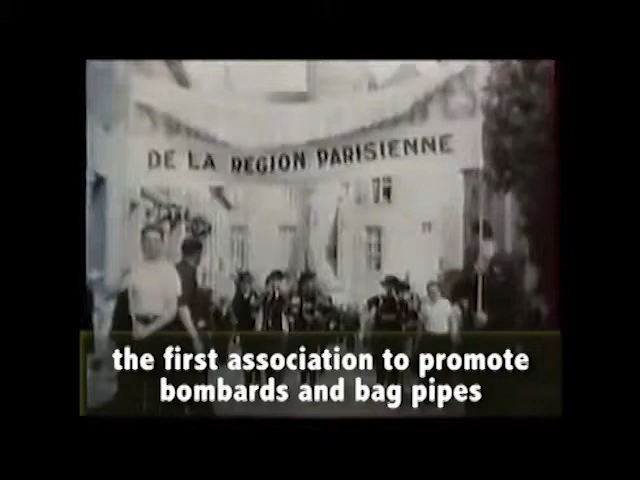 DE LA REGION PARISIENNE
the first association to promote
bombards and bag pipes